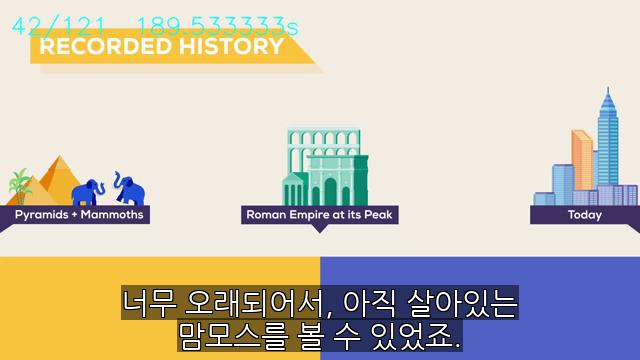 42/121 189.533333s
RECORDED HISTORY
Pyramids + Mammoths
Roman Empire at its Peak
Today
너무 오래되어서, 아직 살아있는
맘모스를 볼 수 있었죠.